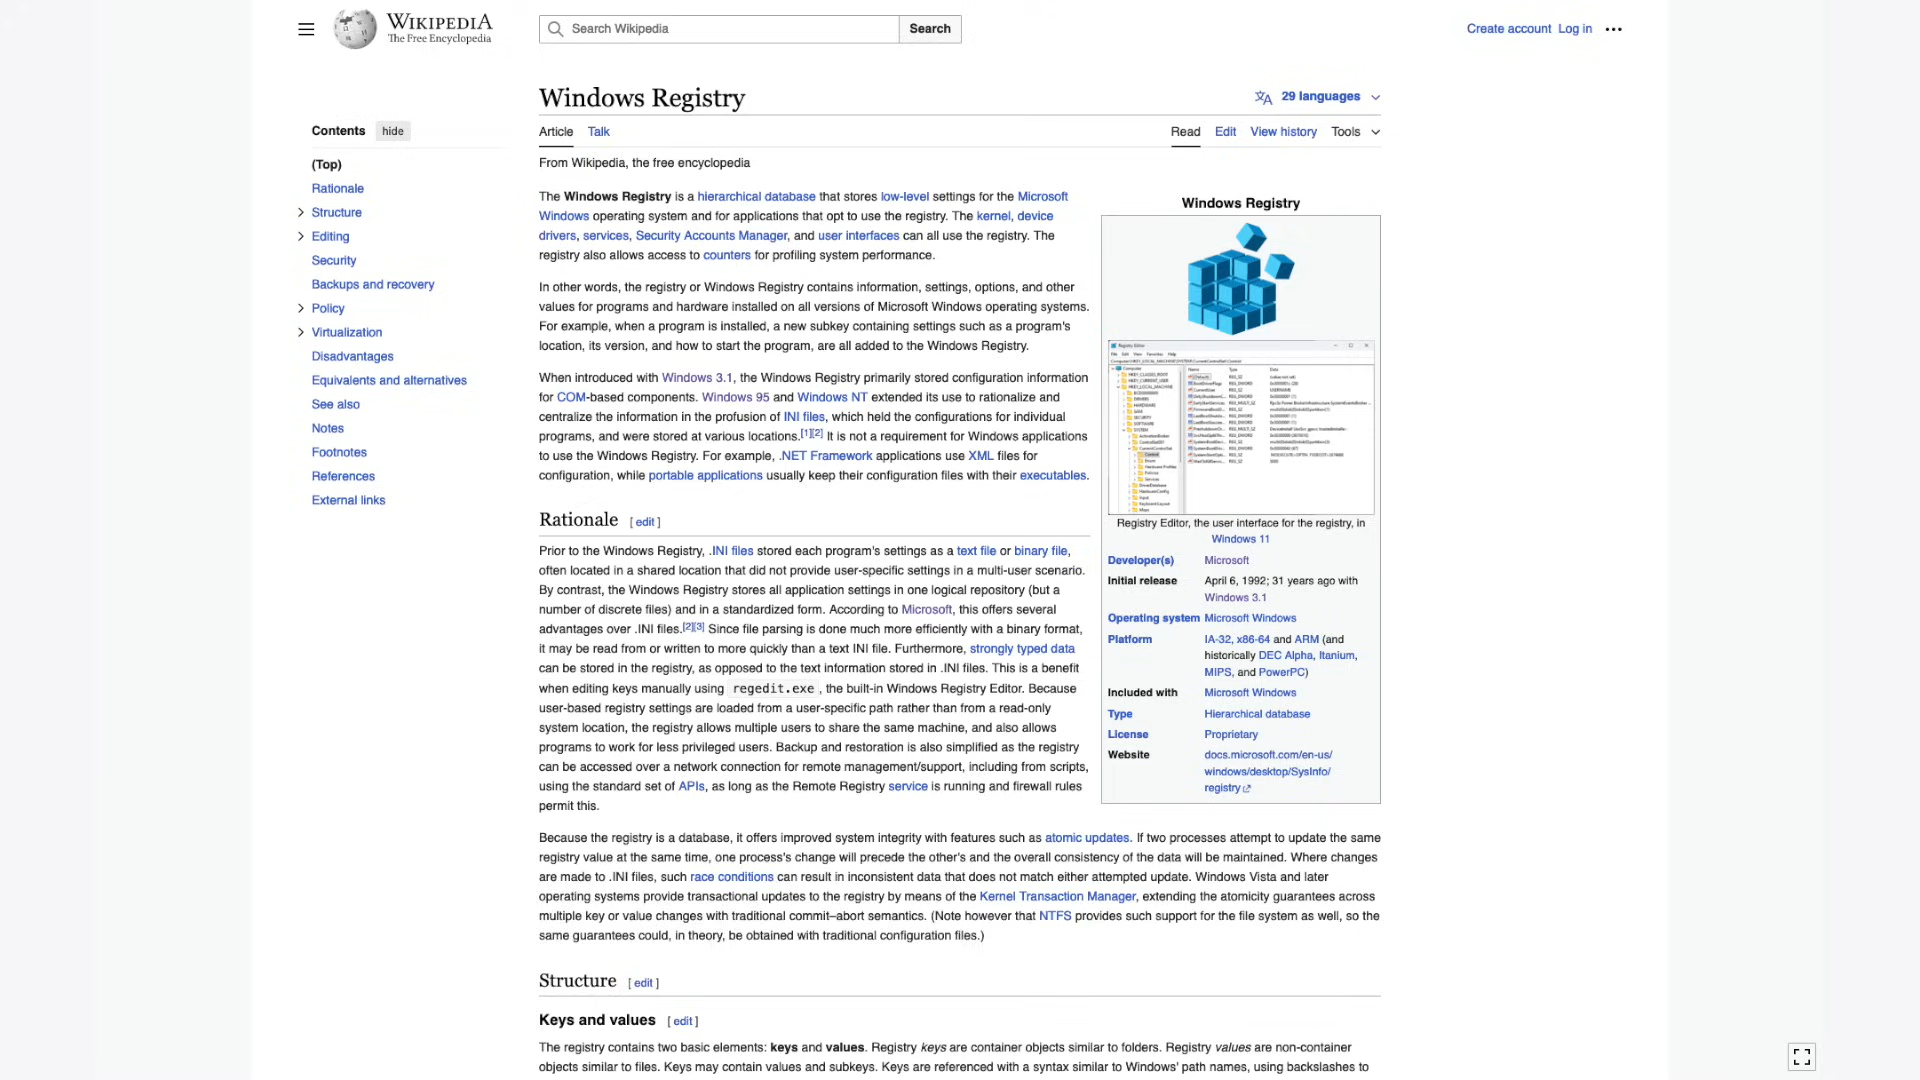 WIKIPEDIA
The Free Encyclopedia
Search Wikipedia
Search
Create account Log in
Windows Registry
29 languages
Contents hide
Article Talk
Read Edit View history Tools
(Top)
Rationale
Structure
Editing
Security
Backups and recovery
Policy
Virtualization
Disadvantages
Equivalents and alternatives
See also
Notes
Footnotes
References
External links
From Wikipedia, the free encyclopedia
The Windows Registry is a hierarchical database that stores low-level settings for the Microsoft
Windows operating system and for applications that opt to use the registry. The kernel, device
drivers, services, Security Accounts Manager, and user interfaces can all use the registry. The
registry also allows access to counters for profiling system performance.
In other words, the registry or Windows Registry contains information, settings, options, and other
values for programs and hardware installed on all versions of Microsoft Windows operating systems.
For example, when a program is installed, a new subkey containing settings such as a program's
location, its version, and how to start the program, are all added to the Windows Registry.
When introduced with Windows 3.1, the Windows Registry primarily stored configuration information
for COM-based components. Windows 95 and Windows NT extended its use to rationalize and
centralize the information in the profusion of INI files, which held the configurations for individual
programs, and were stored at various locations.[1][2] It is not a requirement for Windows applications
to use the Windows Registry. For example, .NET Framework applications use XML files for
configuration, while portable applications usually keep their configuration files with their executables.
Windows Registry
Registry Editor
File Edit View Favorites Help
Computer
HKEY_CLASSES_ROOT
HKEY_CURRENT_USER
HKEY_LOCAL_MACHINE
HARDWARE
SAM
SECURITY
SOFTWARE
SYSTEM
Name Type Data
Registry Editor, the user interface for the registry, in
Windows 11
Developer(s) Microsoft
Initial release April 6, 1992; 31 years ago with
Windows 3.1
Operating system Microsoft Windows
Platform IA-32, x86-64 and ARM (and
historically DEC Alpha, Itanium,
MIPS, and PowerPC)
Included with Microsoft Windows
Type Hierarchical database
License Proprietary
Website docs.microsoft.com/en-us/
windows/desktop/SysInfo/
registry
Rationale [ edit ]
Prior to the Windows Registry, .INI files stored each program's settings as a text file or binary file,
often located in a shared location that did not provide user-specific settings in a multi-user scenario.
By contrast, the Windows Registry stores all application settings in one logical repository (but a
number of discrete files) and in a standardized form. According to Microsoft, this offers several
advantages over .INI files.[2][3] Since file parsing is done much more efficiently with a binary format,
it may be read from or written to more quickly than a text INI file. Furthermore, strongly typed data
can be stored in the registry, as opposed to the text information stored in .INI files. This is a benefit
when editing keys manually using regedit.exe, the built-in Windows Registry Editor. Because
user-based registry settings are loaded from a user-specific path rather than from a read-only
system location, the registry allows multiple users to share the same machine, and also allows
programs to work for less privileged users. Backup and restoration is also simplified as the registry
can be accessed over a network connection for remote management/support, including from scripts,
using the standard set of APIs, as long as the Remote Registry service is running and firewall rules
permit this.
Because the registry is a database, it offers improved system integrity with features such as atomic updates. If two processes attempt to update the same
registry value at the same time, one process's change will precede the other's and the overall consistency of the data will be maintained. Where changes
are made to .INI files, such race conditions can result in inconsistent data that does not match either attempted update. Windows Vista and later
operating systems provide transactional updates to the registry by means of the Kernel Transaction Manager, extending the atomicity guarantees across
multiple key or value changes with traditional commit–abort semantics. (Note however that NTFS provides such support for the file system as well, so the
same guarantees could, in theory, be obtained with traditional configuration files.)
Structure [ edit ]
Keys and values [ edit ]
The registry contains two basic elements: keys and values. Registry keys are container objects similar to folders. Registry values are non-container
objects similar to files. Keys may contain values and subkeys. Keys are referenced with a syntax similar to Windows' path names, using backslashes to